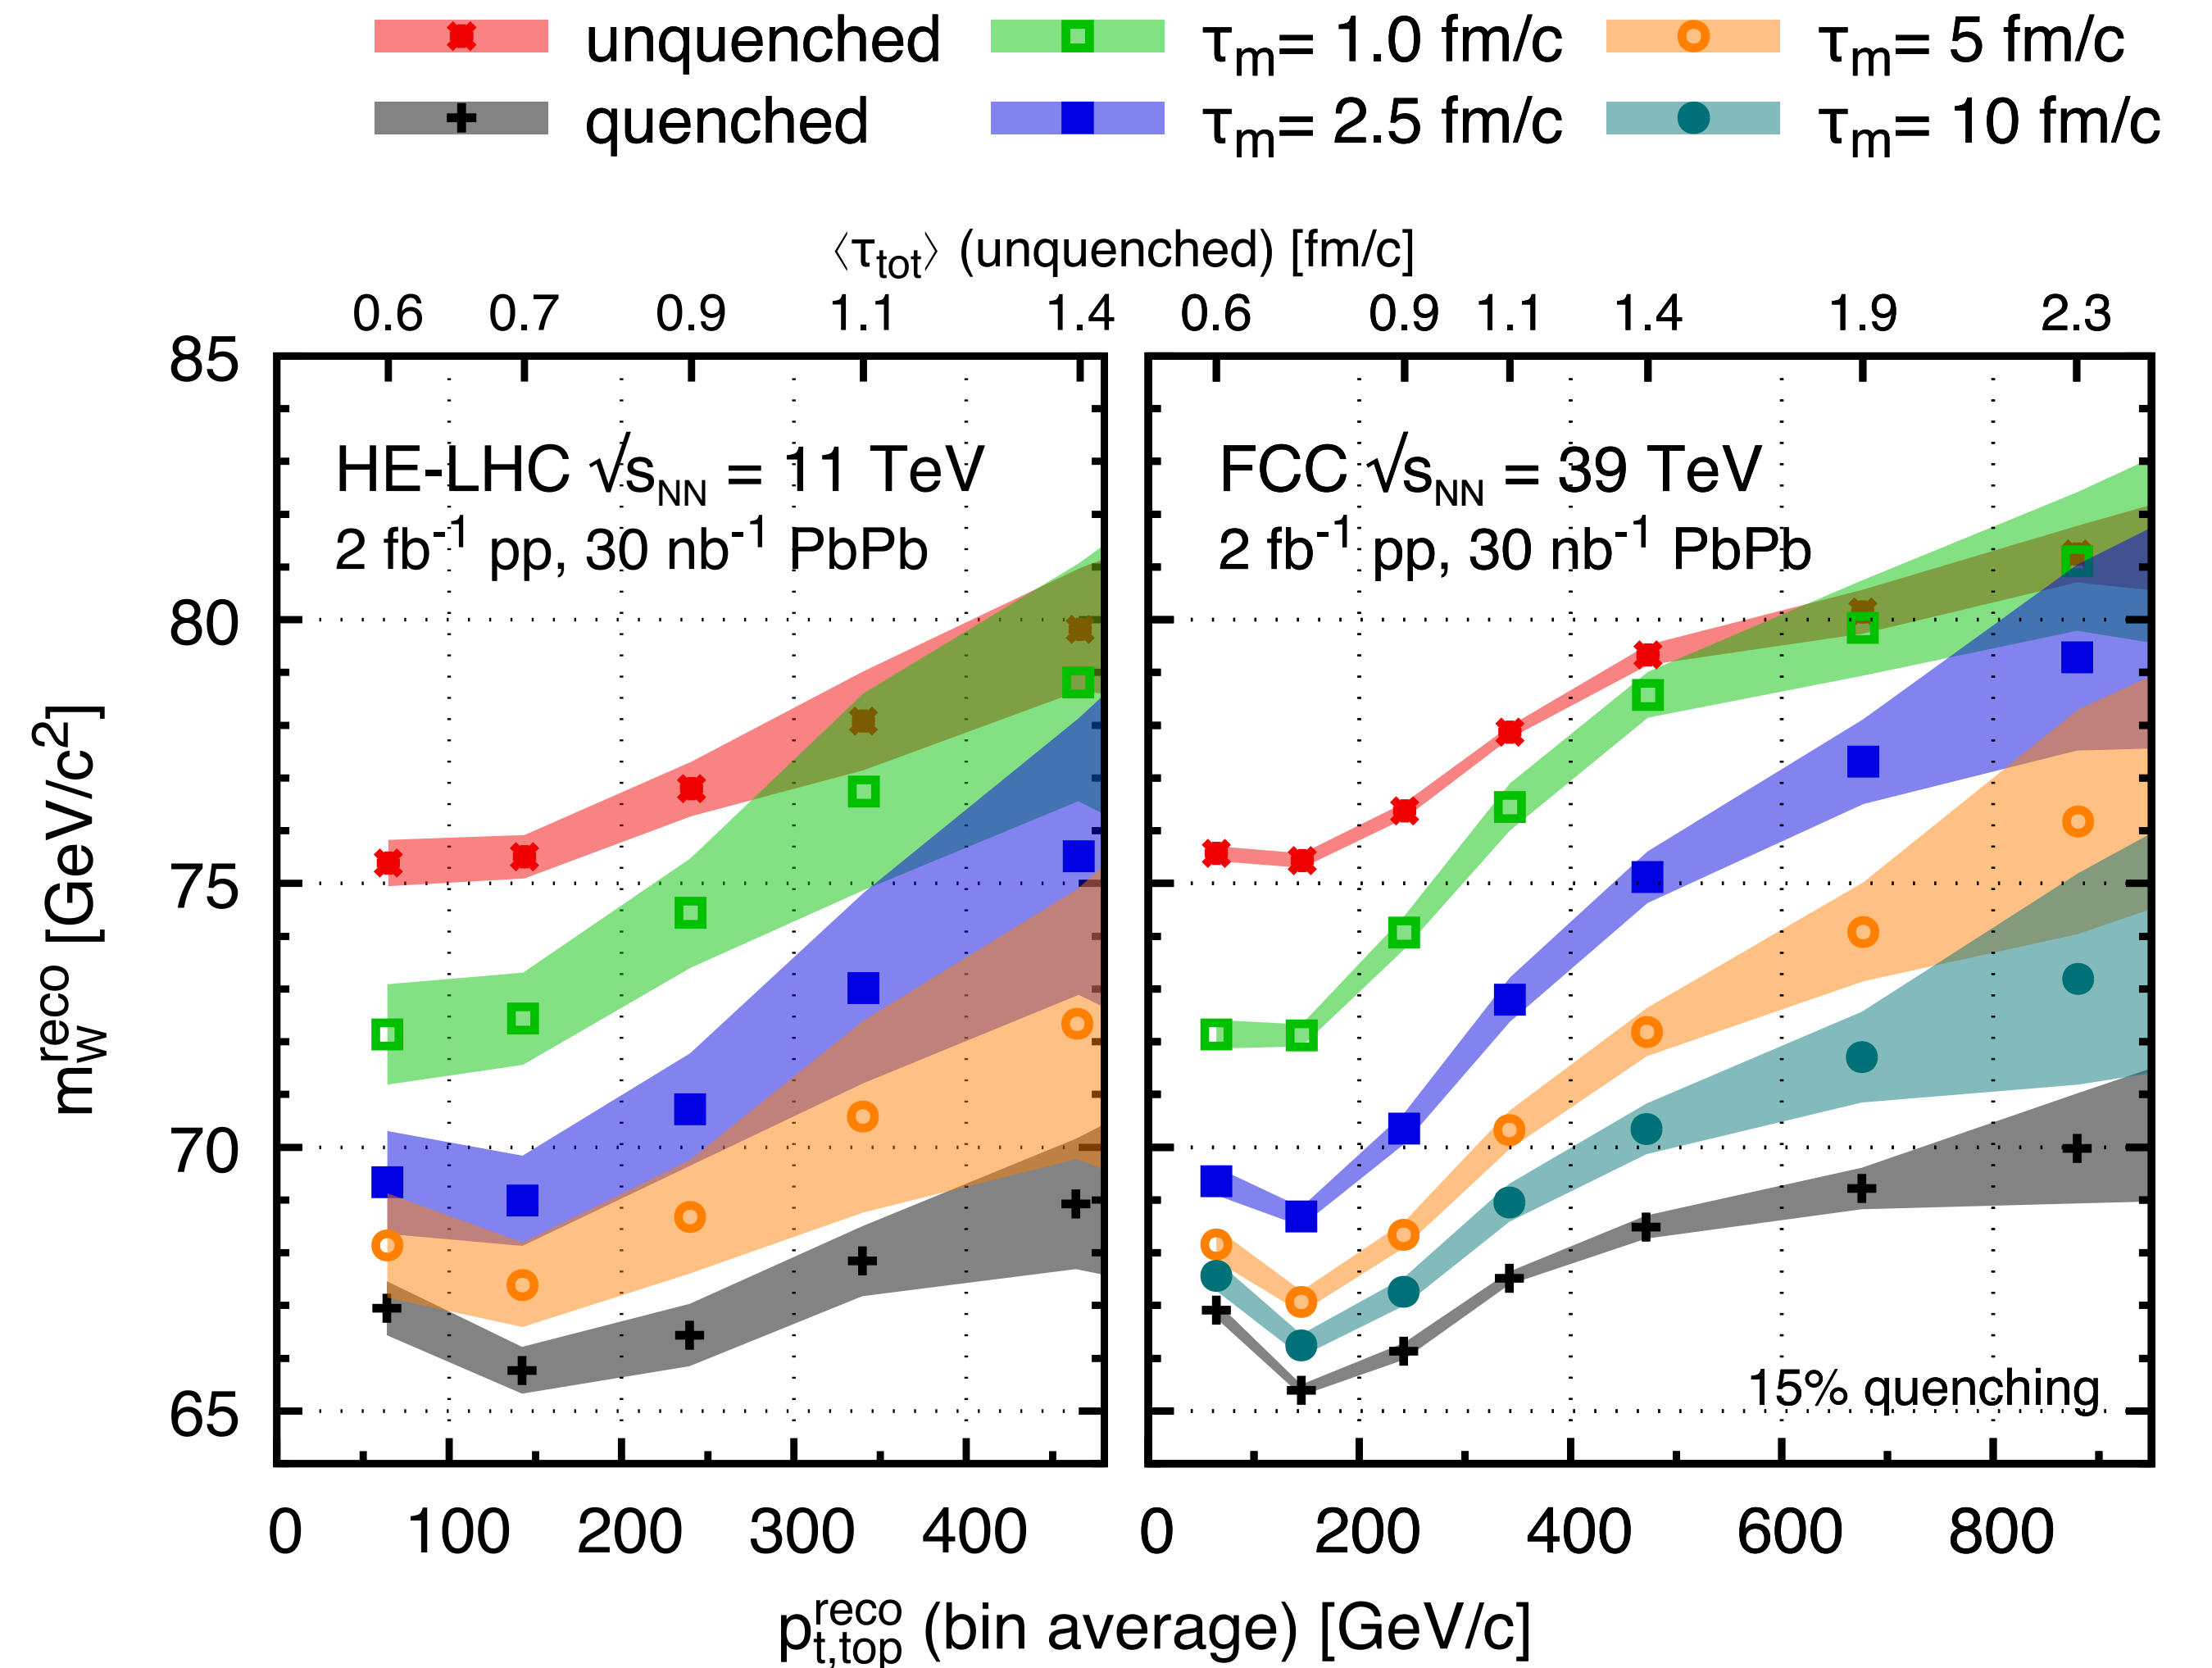 unquenched τm= 1.0 fm/c τm= 5 fm/c
quenched τm= 2.5 fm/c τm= 10 fm/c
⟨τtot⟩ (unquenched) [fm/c]
0.6 0.7 0.9 1.1 1.4 0.6 0.9 1.1 1.4 1.9 2.3
85
HE-LHC √sNN = 11 TeV
2 fb-1 pp, 30 nb-1 PbPb
FCC √sNN = 39 TeV
2 fb-1 pp, 30 nb-1 PbPb
80
75
70
65
mWreco [GeV/c2]
15% quenching
0 100 200 300 400 0 200 400 600 800
pt,topreco (bin average) [GeV/c]